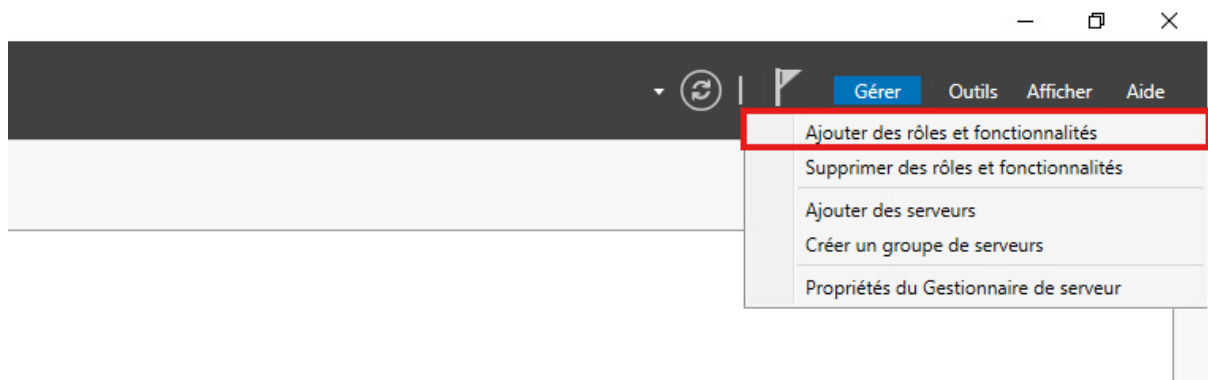 Gérer Outils Afficher Aide
Ajouter des rôles et fonctionnalités
Supprimer des rôles et fonctionnalités
Ajouter des serveurs
Créer un groupe de serveurs
Propriétés du Gestionnaire de serveur